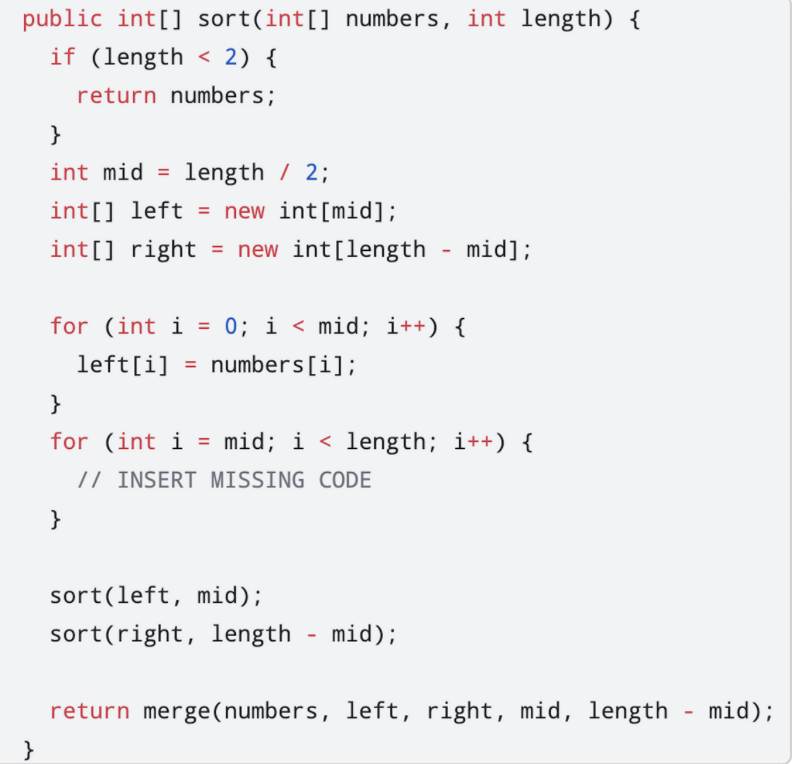 public int[] sort(int[] numbers, int length) {
  if (length < 2) {
    return numbers;
  }
  int mid = length / 2;
  int[] left = new int[mid];
  int[] right = new int[length - mid];

  for (int i = 0; i < mid; i++) {
    left[i] = numbers[i];
  }
  for (int i = mid; i < length; i++) {
    // INSERT MISSING CODE
  }

  sort(left, mid);
  sort(right, length - mid);

  return merge(numbers, left, right, mid, length - mid);
}